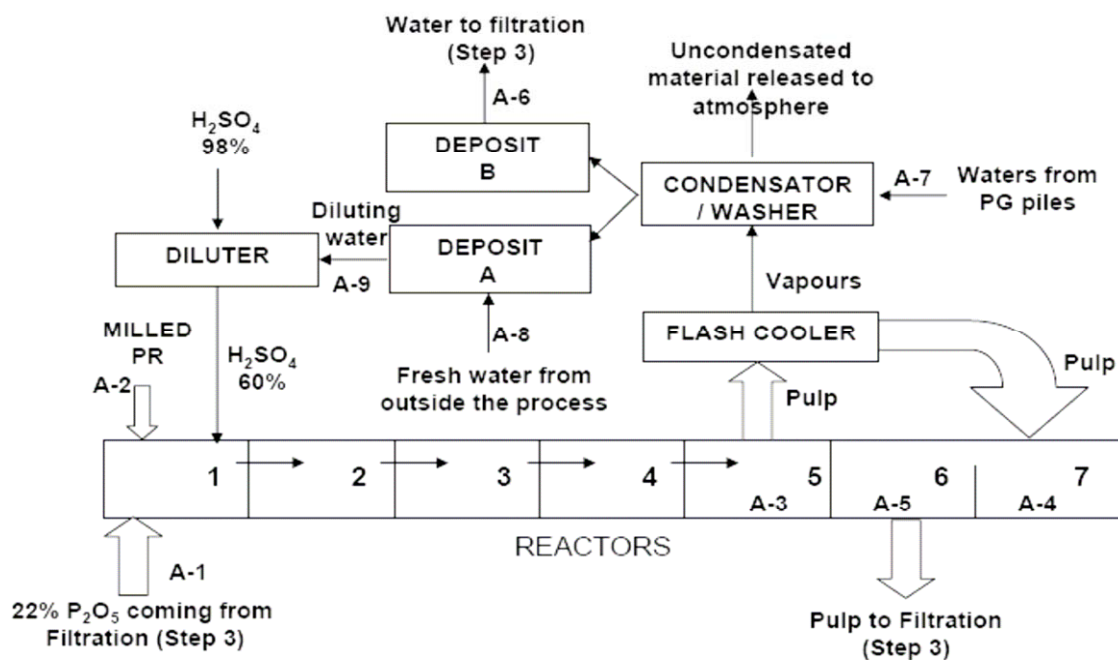 Water to filtration
(Step 3)
A-6
Uncondensated
material released to
atmosphere
H₂SO₄
98%
DEPOSIT
B
CONDENSATOR
/ WASHER
A-7
Waters from
PG piles
Diluting
water
DILUTER
A-9
DEPOSIT
A
Vapours
MILLED
PR
A-2
H₂SO₄
60%
A-8
Fresh water from
outside the process
FLASH COOLER
Pulp
Pulp
1
2
3
4
5
6
7
A-3
A-5
A-4
REACTORS
A-1
22% P₂O₅ coming from
Filtration (Step 3)
Pulp to Filtration
(Step 3)